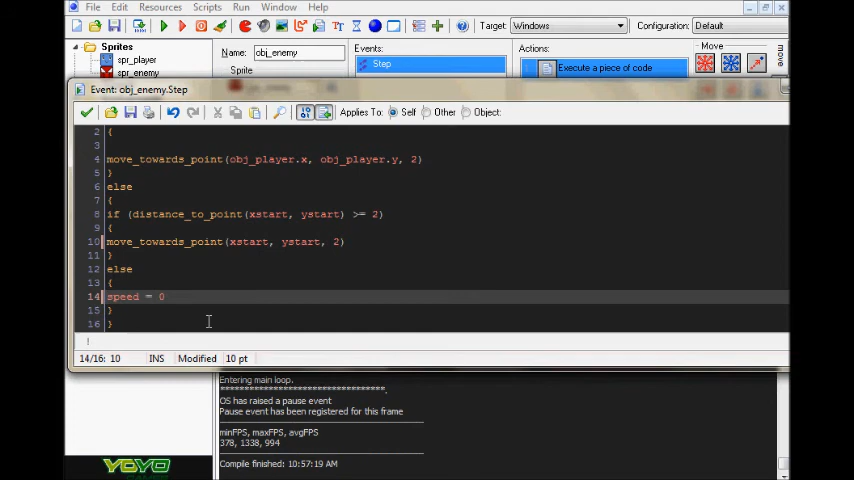 File Edit Resources Scripts Run Window Help
Target: Windows Configuration: Default
Sprites
spr_player
spr_enemy
Name: obj_enemy
Sprite
Events:
Step
Actions:
Execute a piece of code
Move
move
Event: obj_enemy.Step
Applies To: Self Other Object:
2 {
3
4 move_towards_point(obj_player.x, obj_player.y, 2)
5 }
6 else
7 {
8 if (distance_to_point(xstart, ystart) >= 2)
9 {
10 move_towards_point(xstart, ystart, 2)
11 }
12 else
13 {
14 speed = 0
15 }
16 }
!
14/16: 10 INS Modified 10 pt
Entering main loop.
**********************************.
OS has raised a pause event
Pause event has been registered for this frame
minFPS, maxFPS, avgFPS
378, 1338, 994
Compile finished: 10:57:19 AM
YOYO